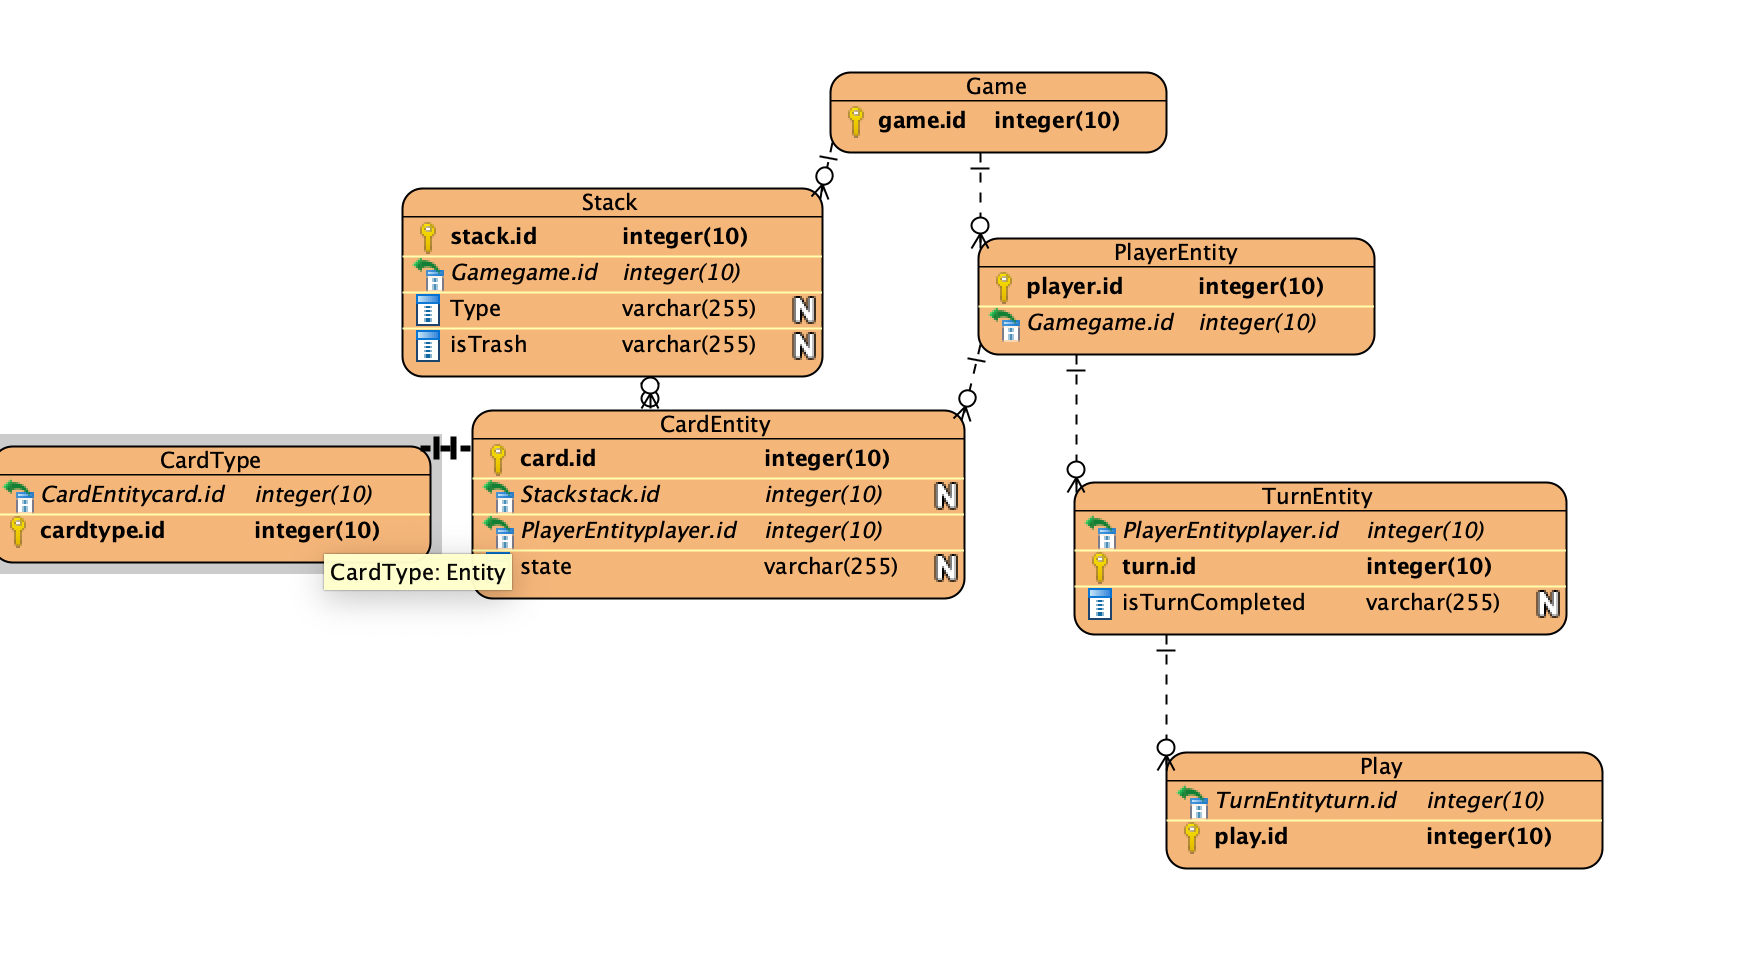 Game
game.id integer(10)
Stack
stack.id integer(10)
Gamegame.id integer(10)
Type varchar(255) N
isTrash varchar(255) N
PlayerEntity
player.id integer(10)
Gamegame.id integer(10)
CardEntity
card.id integer(10)
Stackstack.id integer(10) N
PlayerEntityplayer.id integer(10)
state varchar(255) N
CardType
CardEntitycard.id integer(10)
cardtype.id integer(10)
CardType: Entity
TurnEntity
PlayerEntityplayer.id integer(10)
turn.id integer(10)
isTurnCompleted varchar(255) N
Play
TurnEntityturn.id integer(10)
play.id integer(10)